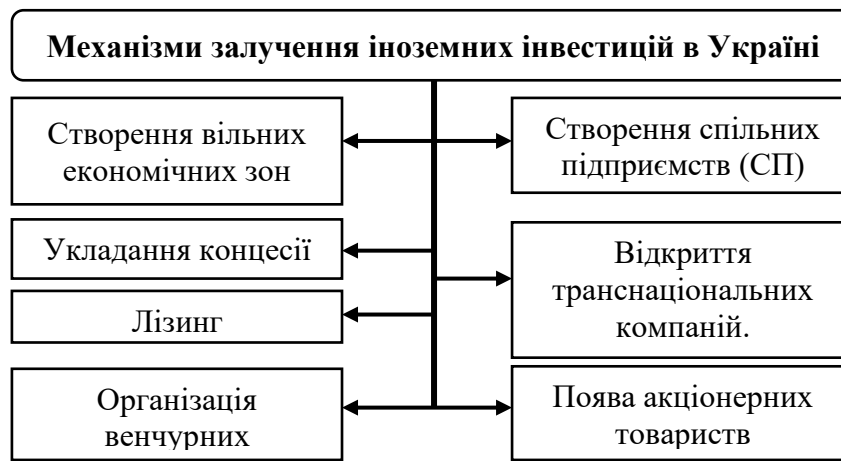 Механізми залучення іноземних інвестицій в Україні
Створення вільних
економічних зон
Укладання концесії
Лізинг
Організація
венчурних
Створення спільних
підприємств (СП)
Відкриття
транснаціональних
компаній.
Поява акціонерних
товариств